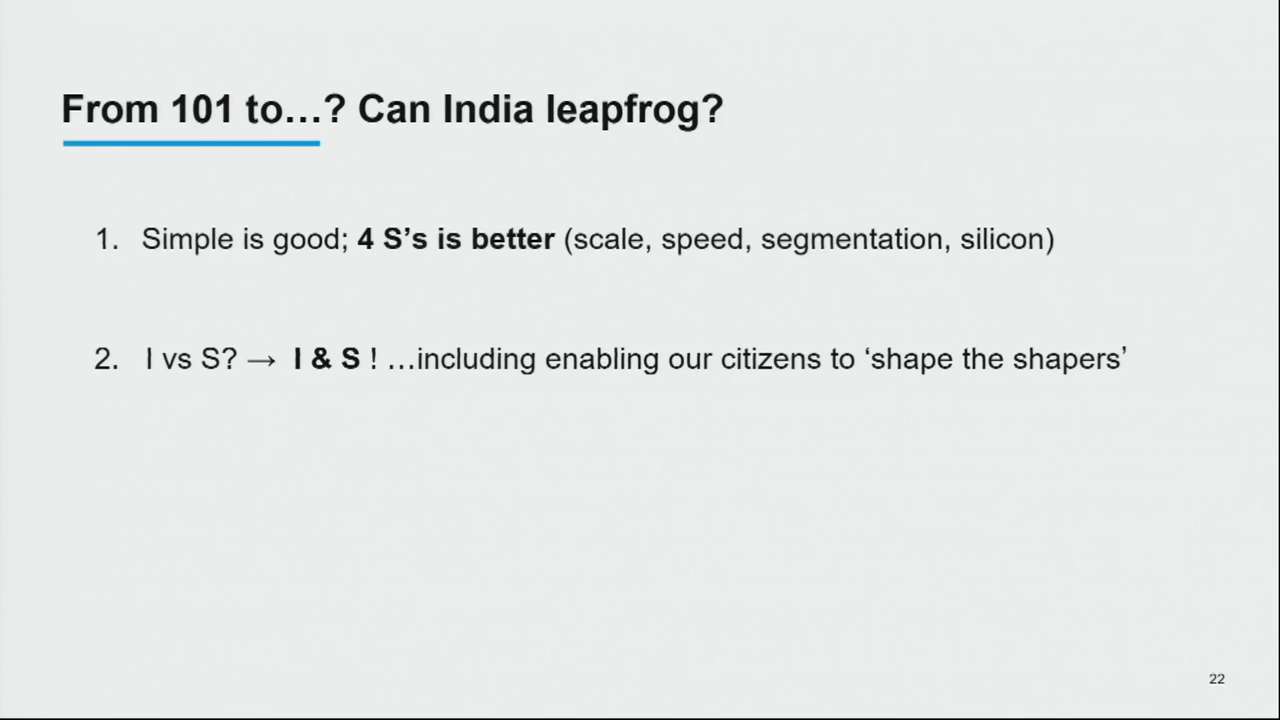 From 101 to…? Can India leapfrog?
1. Simple is good; 4 S’s is better (scale, speed, segmentation, silicon)
2. I vs S? → I & S ! …including enabling our citizens to ‘shape the shapers’
22